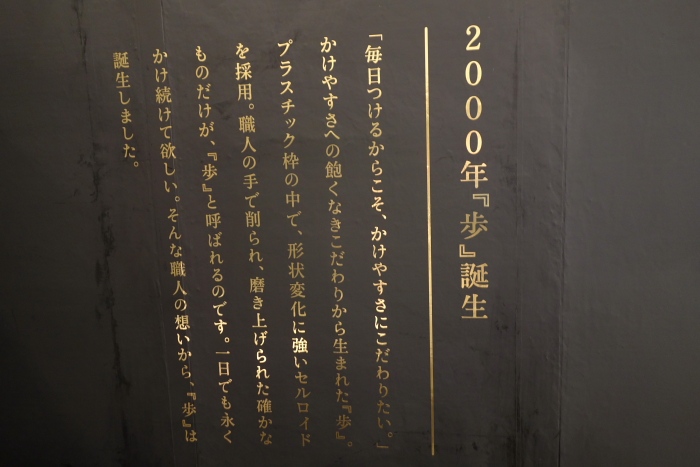 2000年『歩』誕生
「毎日つけるからこそ、かけやすさにこだわりたい。」
かけやすさへの飽くなきこだわりから生まれた『歩』。
プラスチック枠の中で、形状変化に強いセルロイド
を採用。職人の手で削られ、磨き上げられた確かな
ものだけが、『歩』と呼ばれるのです。一日でも永く
かけ続けて欲しい。そんな職人の想いから、『歩』は
誕生しました。